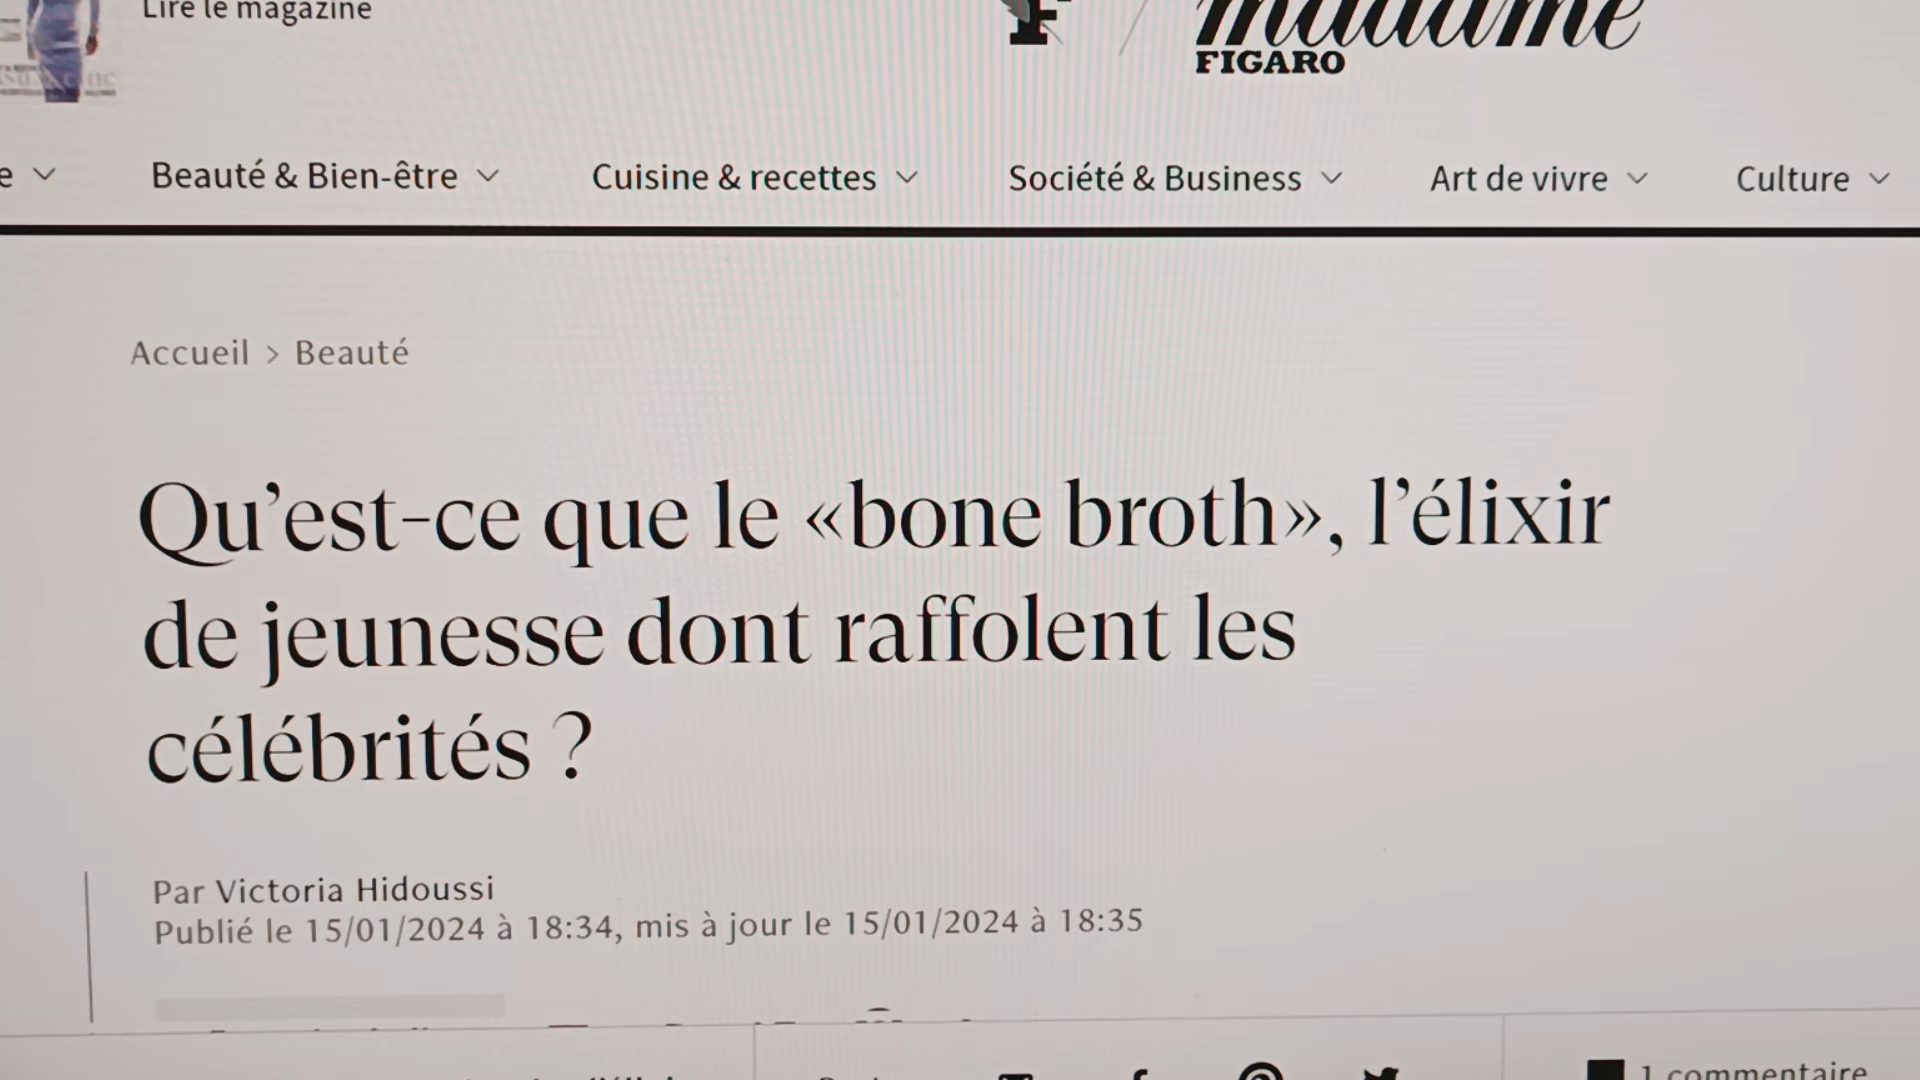 Lire le magazine
madame
FIGARO
Beauté & Bien-être
Cuisine & recettes
Société & Business
Art de vivre
Culture
Accueil > Beauté
Qu’est-ce que le «bone broth», l’élixir
de jeunesse dont raffolent les
célébrités ?
Par Victoria Hidoussi
Publié le 15/01/2024 à 18:34, mis à jour le 15/01/2024 à 18:35
1 commentaire